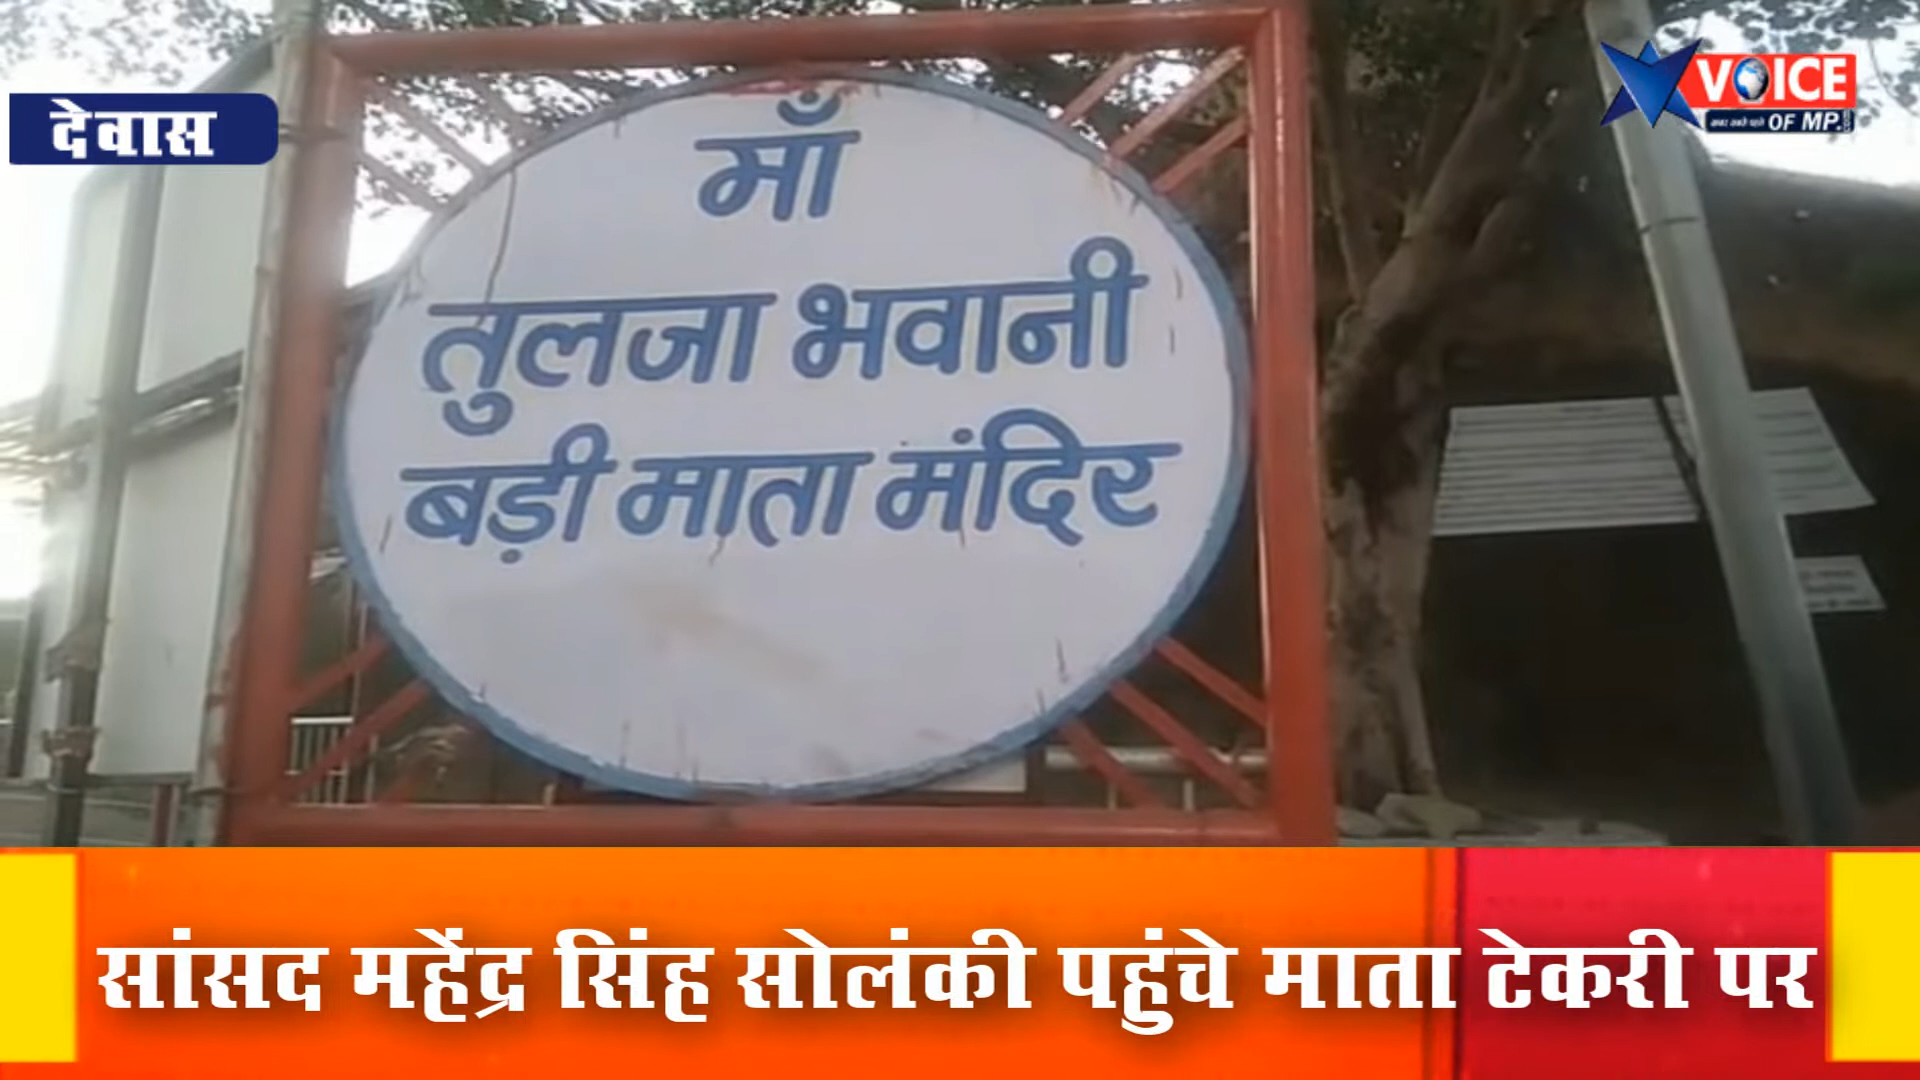 देवास
VOICE
OF MP.
माँ
तुलजा भवानी
बड़ी माता मंदिर
सांसद महेंद्र सिंह सोलंकी पहुंचे माता टेकरी पर